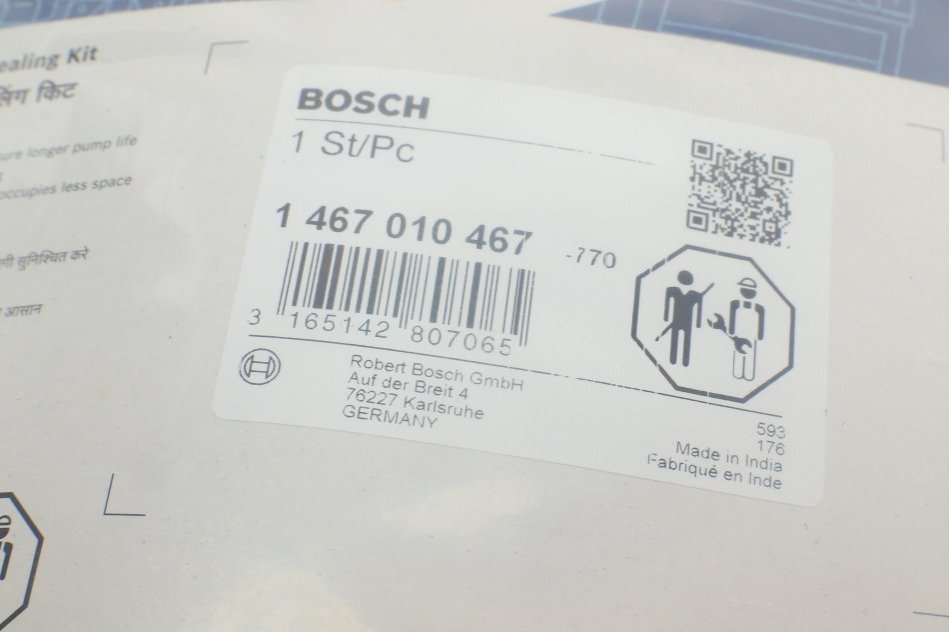 ealing Kit
लिंग किट
ure longer pump life
occupies less space
गी सुनिश्चित करे
आसान
BOSCH
1 St/Pc
1 467 010 467
-770
3 165142 807065
Robert Bosch GmbH
Auf der Breit 4
76227 Karlsruhe
GERMANY
593
176
Made in India
Fabriqué en Inde